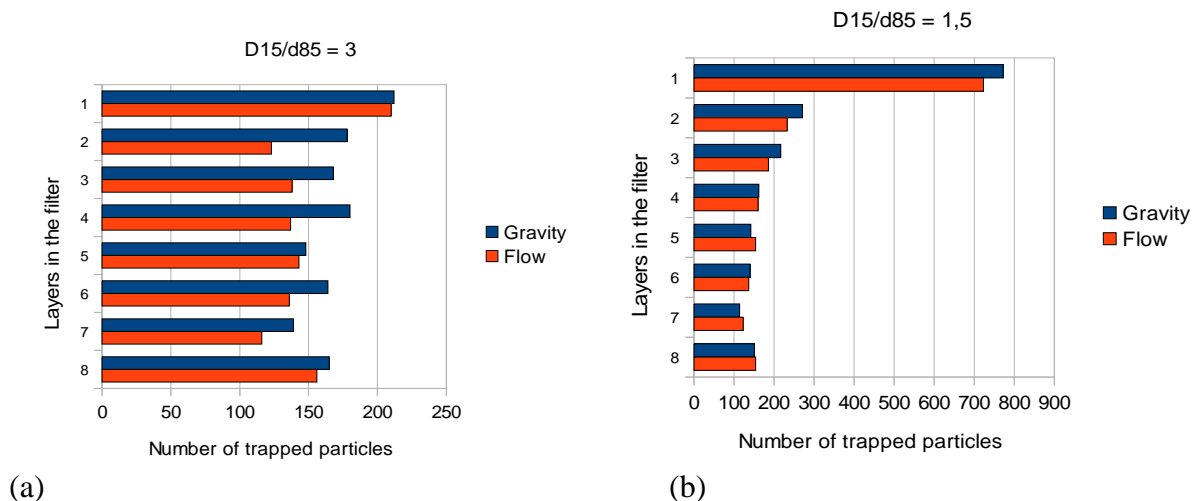 D15/d85 = 3
Layers in the filter
1
2
3
4
5
6
7
8
0 50 100 150 200 250
Number of trapped particles
Gravity
Flow
(a)
D15/d85 = 1,5
Layers in the filter
1
2
3
4
5
6
7
8
0 100 200 300 400 500 600 700 800 900
Number of trapped particles
Gravity
Flow
(b)